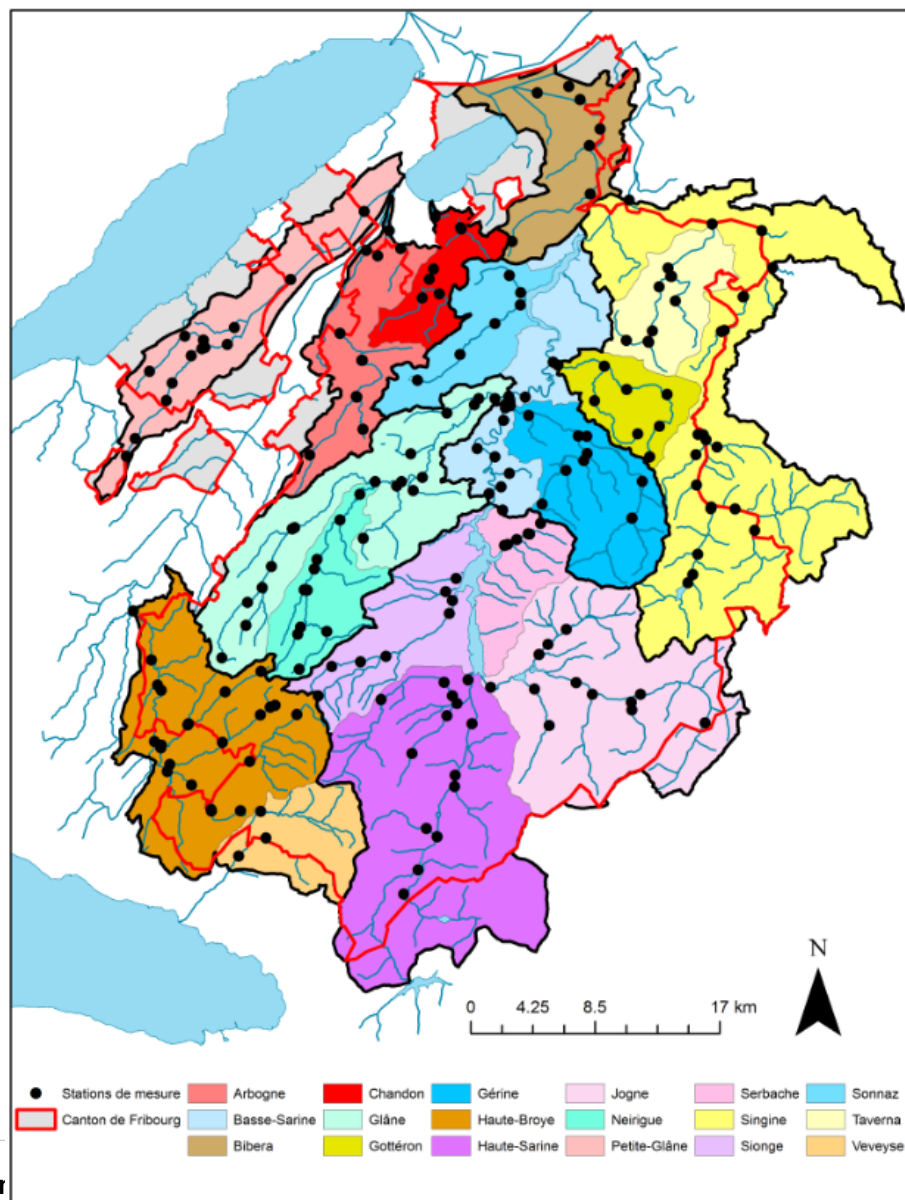 N
0 4.25 8.5 17 km
Stations de mesure Arbogne Chandon Gérine Jogne Serbache Sonnaz
Canton de Fribourg Basse-Sarine Glâne Haute-Broye Neirigue Singine Taverna
Bibera Gottéron Haute-Sarine Petite-Glâne Sionge Veveyse